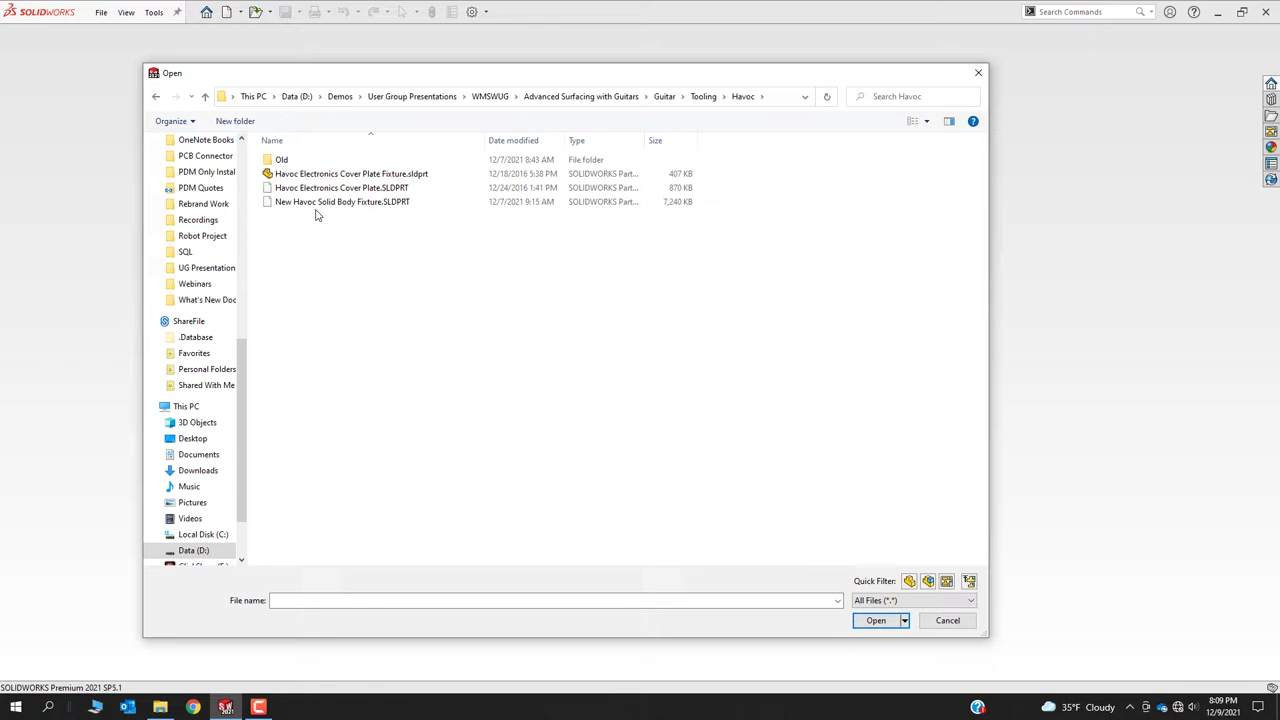 SOLIDWORKS File View Tools Search Commands
Open
This PC Data (D:) Demos User Group Presentations WMSWUG Advanced Surfacing with Guitars Guitar Tooling Havoc Search Havoc
Organize New folder
Name Date modified Type Size
Old 12/7/2021 8:43 AM File folder
Havoc Electronics Cover Plate Fixture.sldprt 12/18/2016 5:38 PM SOLIDWORKS Part... 407 KB
Havoc Electronics Cover Plate.SLDPRT 12/24/2016 1:41 PM SOLIDWORKS Part... 870 KB
New Havoc Solid Body Fixture.SLDPRT 12/7/2021 9:15 AM SOLIDWORKS Part... 7,240 KB
OneNote Books
PCB Connector
PDM Only Instal
PDM Quotes
Rebrand Work
Recordings
Robot Project
SQL
UG Presentation
Webinars
What's New Doc
ShareFile
.Database
Favorites
Personal Folders
Shared With Me
This PC
3D Objects
Desktop
Documents
Downloads
Music
Pictures
Videos
Local Disk (C:)
Data (D:)
Quick Filter:
File name: All Files (*.*)
Open Cancel
SOLIDWORKS Premium 2021 SP5.1
35°F Cloudy 8:09 PM
12/9/2021